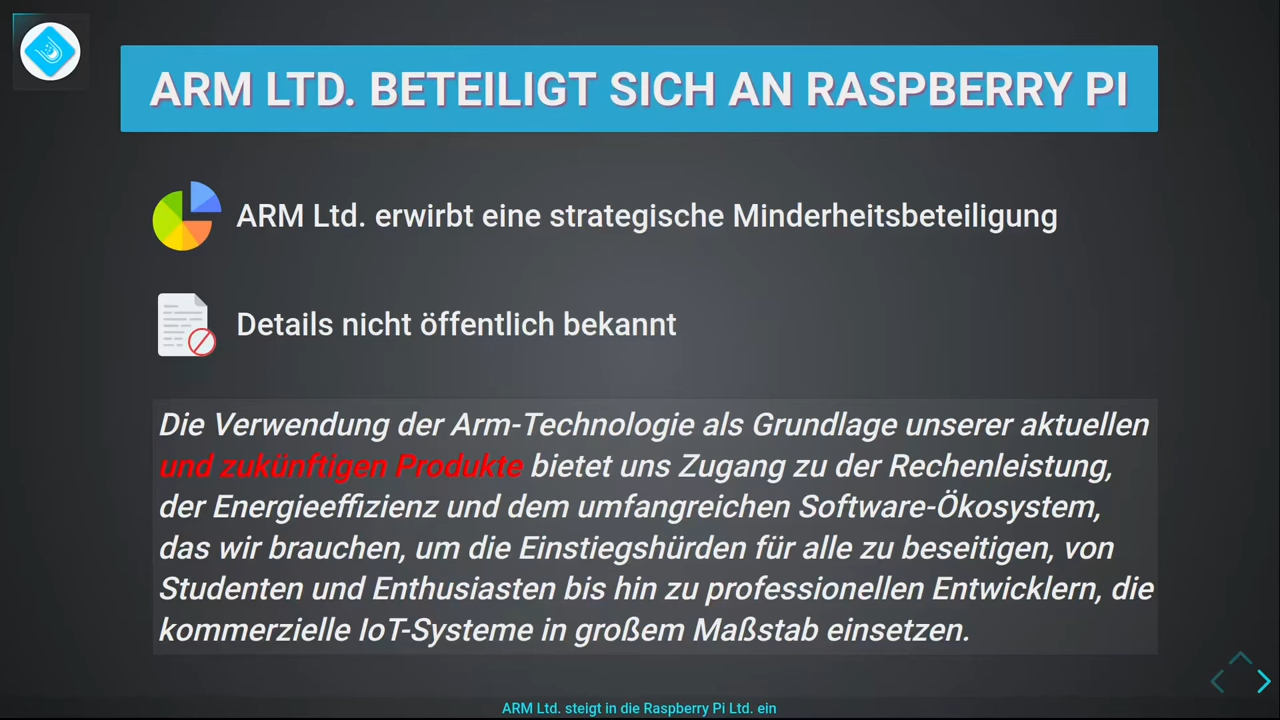 ARM LTD. BETEILIGT SICH AN RASPBERRY PI
ARM Ltd. erwirbt eine strategische Minderheitsbeteiligung
Details nicht öffentlich bekannt
Die Verwendung der Arm-Technologie als Grundlage unserer aktuellen
und zukünftigen Produkte bietet uns Zugang zu der Rechenleistung,
der Energieeffizienz und dem umfangreichen Software-Ökosystem,
das wir brauchen, um die Einstiegshürden für alle zu beseitigen, von
Studenten und Enthusiasten bis hin zu professionellen Entwicklern, die
kommerzielle IoT-Systeme in großem Maßstab einsetzen.
ARM Ltd. steigt in die Raspberry Pi Ltd. ein